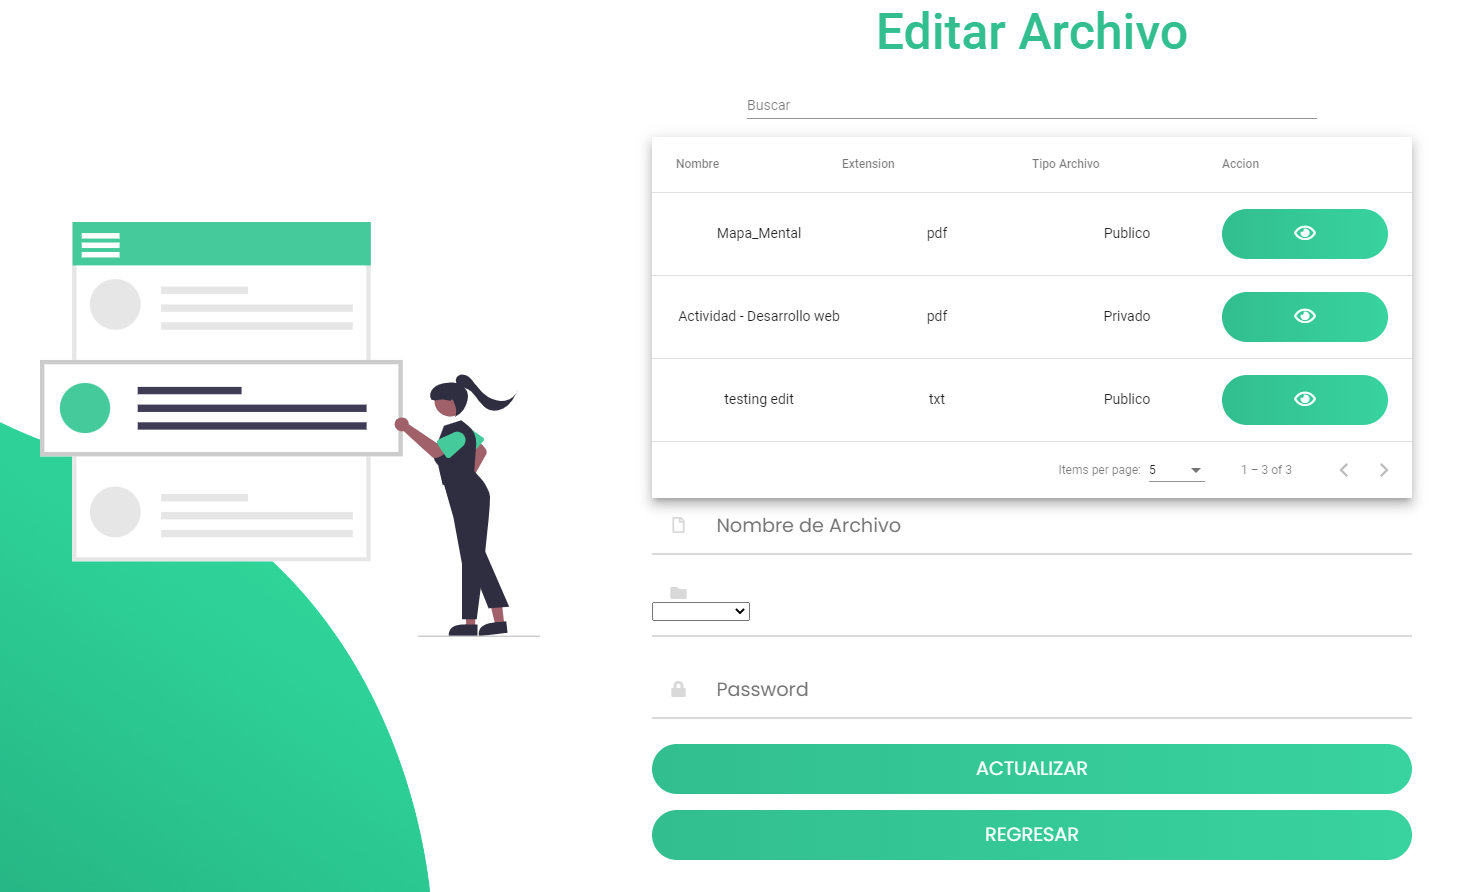 Editar Archivo
Buscar
Nombre Extension Tipo Archivo Accion
Mapa_Mental pdf Publico
Actividad - Desarrollo web pdf Privado
testing edit txt Publico
Items per page: 5 1 – 3 of 3
Nombre de Archivo
Password
ACTUALIZAR
REGRESAR